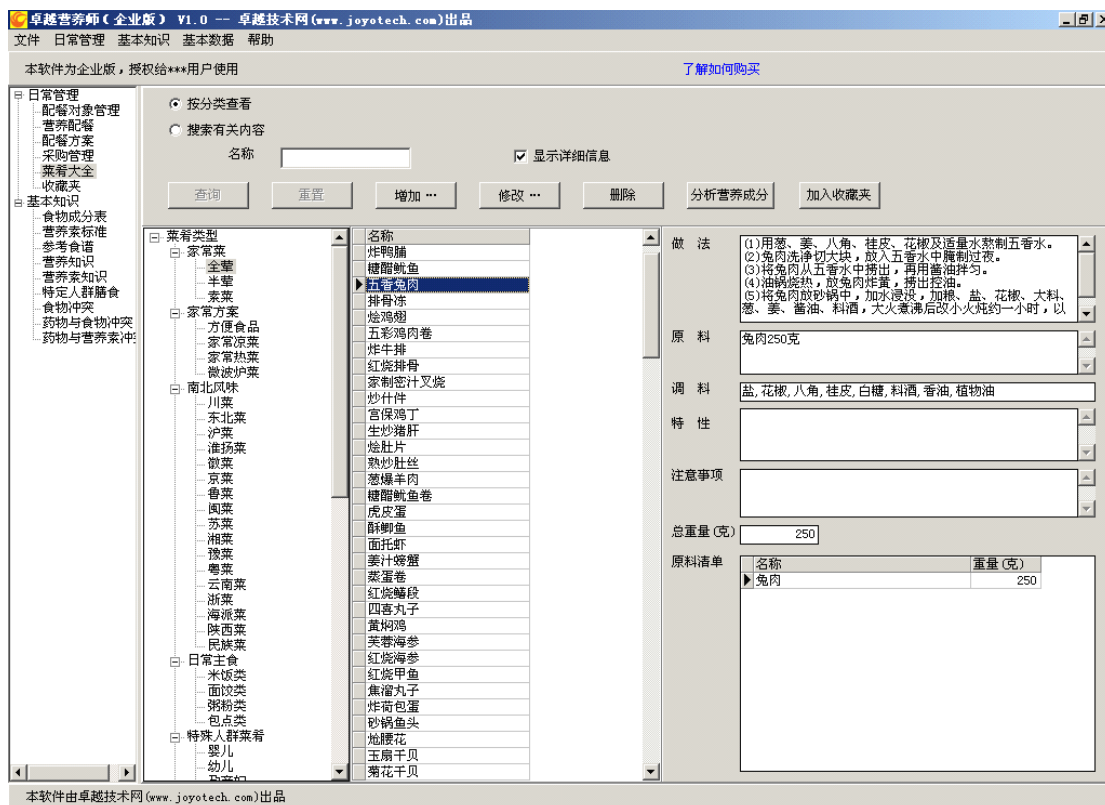 卓越营养师(企业版) V1.0 -- 卓越技术网(www.joyotech.com)出品
文件 日常管理 基本知识 基本数据 帮助
本软件为企业版，授权给***用户使用
了解如何购买
日常管理
配餐对象管理
营养配餐
配餐方案
采购管理
菜肴大全
收藏夹
基本知识
食物成分表
营养素标准
参考食谱
营养知识
营养素知识
特定人群膳食
食物冲突
药物与食物冲突
药物与营养素冲
按分类查看
搜索有关内容
名称
显示详细信息
查询 重置 增加 ... 修改 ... 删除 分析营养成分 加入收藏夹
菜肴类型
家常菜
全荤
半荤
素菜
家常方案
方便食品
家常凉菜
家常热菜
微波炉菜
南北风味
川菜
东北菜
沪菜
淮扬菜
徽菜
京菜
鲁菜
闽菜
苏菜
湘菜
豫菜
粤菜
云南菜
浙菜
海派菜
陕西菜
民族菜
日常主食
米饭类
面饺类
粥粉类
包点类
特殊人群菜肴
婴儿
幼儿
名称
炸鸭脯
糖醋鱿鱼
五香兔肉
排骨冻
烩鸡翅
五彩鸡肉卷
炸牛排
红烧排骨
家制密汁叉烧
炒什件
宫保鸡丁
生炒猪肝
烩肚片
熟炒肚丝
葱爆羊肉
糖醋鱿鱼卷
虎皮蛋
酥鲫鱼
面托虾
姜汁螃蟹
蒸蛋卷
红烧鳝段
四喜丸子
黄焖鸡
芙蓉海参
红烧海参
红烧甲鱼
焦溜丸子
炸荷包蛋
砂锅鱼头
炝腰花
玉扇干贝
菊花干贝
做 法
(1)用葱、姜、八角、桂皮、花椒及适量水熬制五香水。
(2)兔肉洗净切大块，放入五香水中腌制过夜。
(3)将兔肉从五香水中捞出，再用酱油拌匀。
(4)油锅烧热，放兔肉炸黄，捞出控油。
(5)将兔肉放砂锅中，加水浸没，加糖、盐、花椒、大料、
葱、姜、酱油、料酒，大火煮沸后改小火炖约一小时，以
原 料
兔肉250克
调 料
盐,花椒,八角,桂皮,白糖,料酒,香油,植物油
特 性
注意事项
总重量(克) 250
原料清单
名称 重量(克)
兔肉 250
本软件由卓越技术网(www.joyotech.com)出品